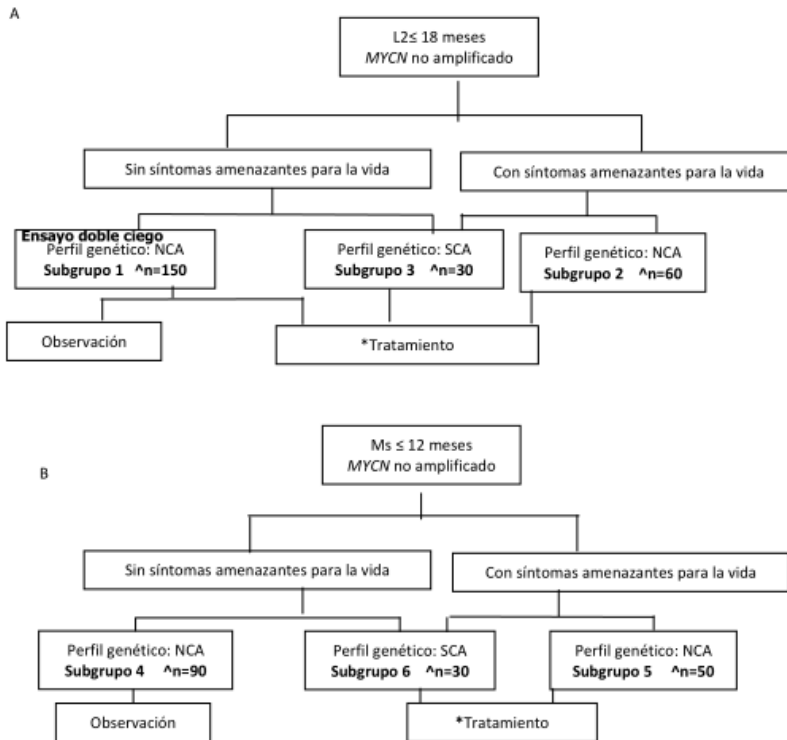 A
L2≤ 18 meses
MYCN no amplificado
Sin síntomas amenazantes para la vida
Con síntomas amenazantes para la vida
Ensayo doble ciego
Perfil genético: NCA
Subgrupo 1 ^n=150
Perfil genético: SCA
Subgrupo 3 ^n=30
Perfil genético: NCA
Subgrupo 2 ^n=60
Observación
*Tratamiento
Ms ≤ 12 meses
MYCN no amplificado
B
Sin síntomas amenazantes para la vida
Con síntomas amenazantes para la vida
Perfil genético: NCA
Subgrupo 4 ^n=90
Perfil genético: SCA
Subgrupo 6 ^n=30
Perfil genético: NCA
Subgrupo 5 ^n=50
Observación
*Tratamiento